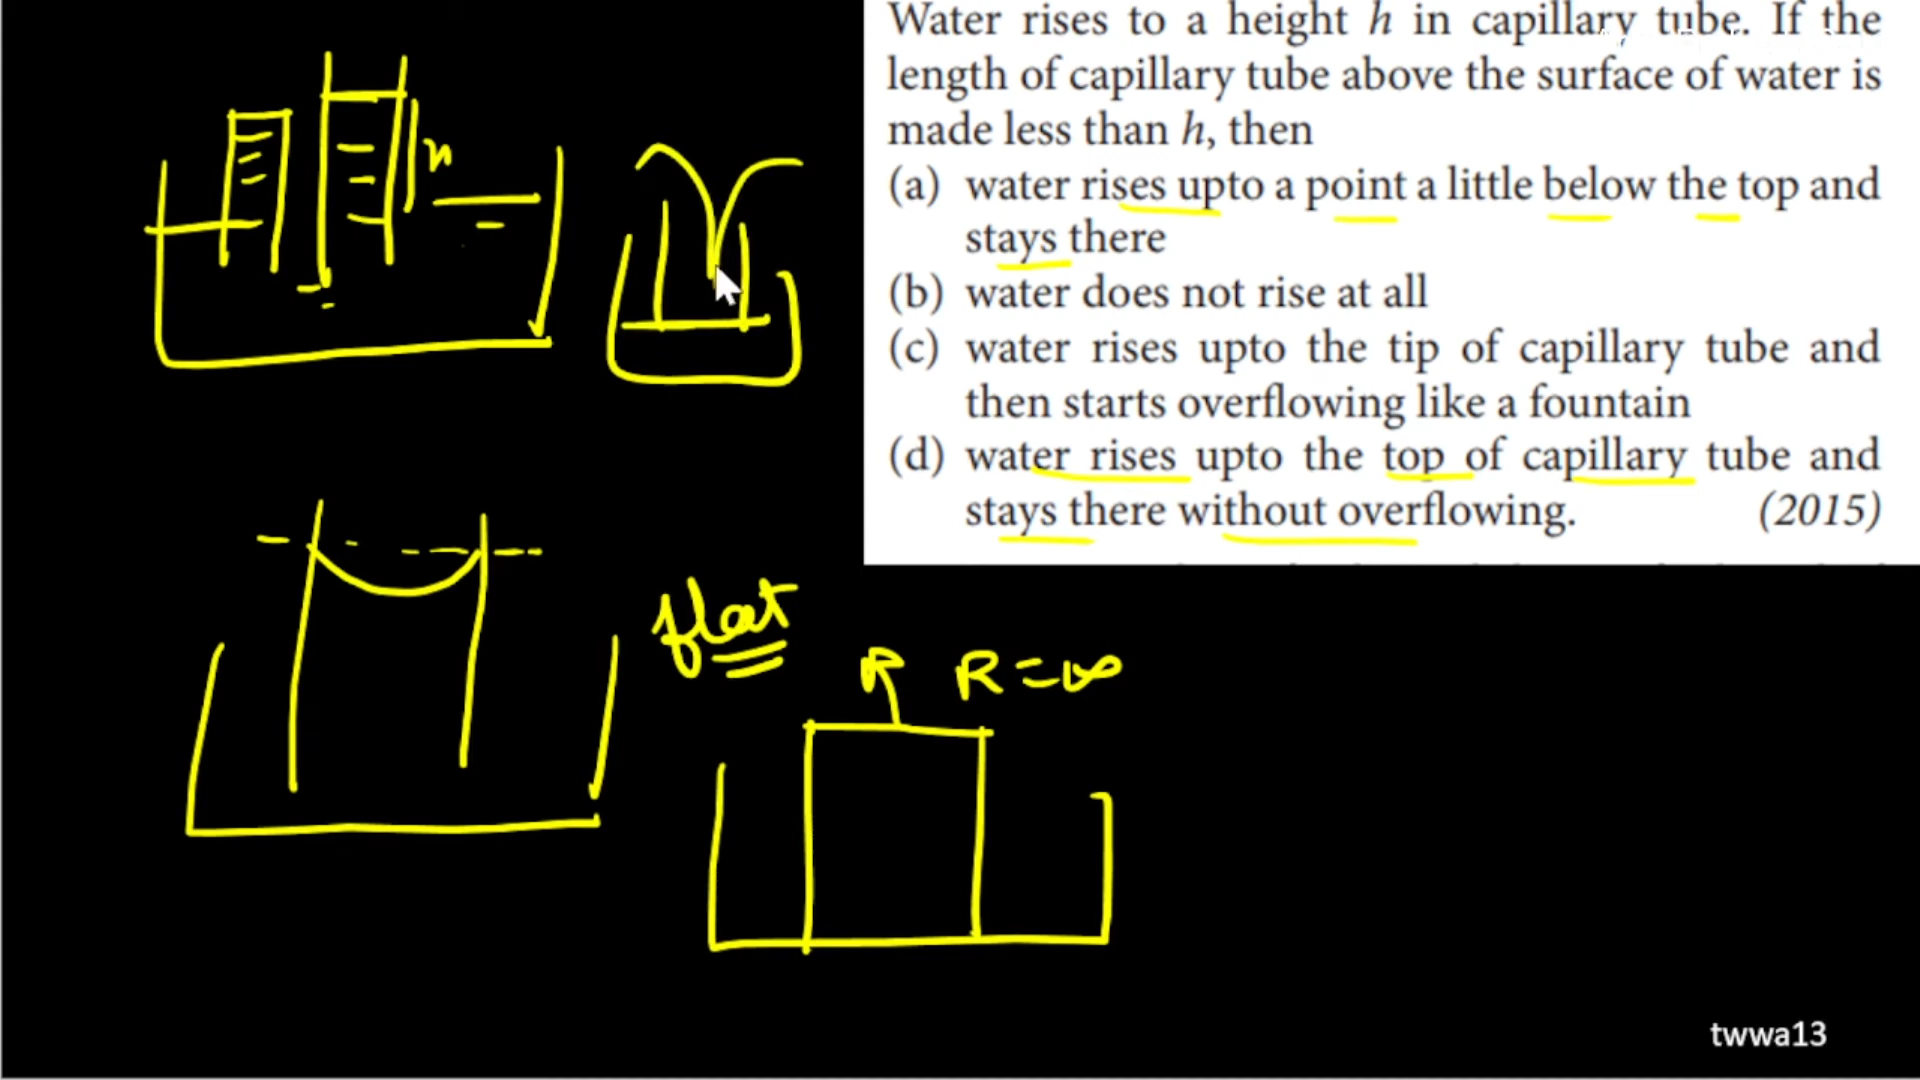 Water rises to a height h in capillary tube. If the
length of capillary tube above the surface of water is
made less than h, then
(a) water rises upto a point a little below the top and
stays there
(b) water does not rise at all
(c) water rises upto the tip of capillary tube and
then starts overflowing like a fountain
(d) water rises upto the top of capillary tube and
stays there without overflowing. (2015)
flat
R = ∞
twwa13